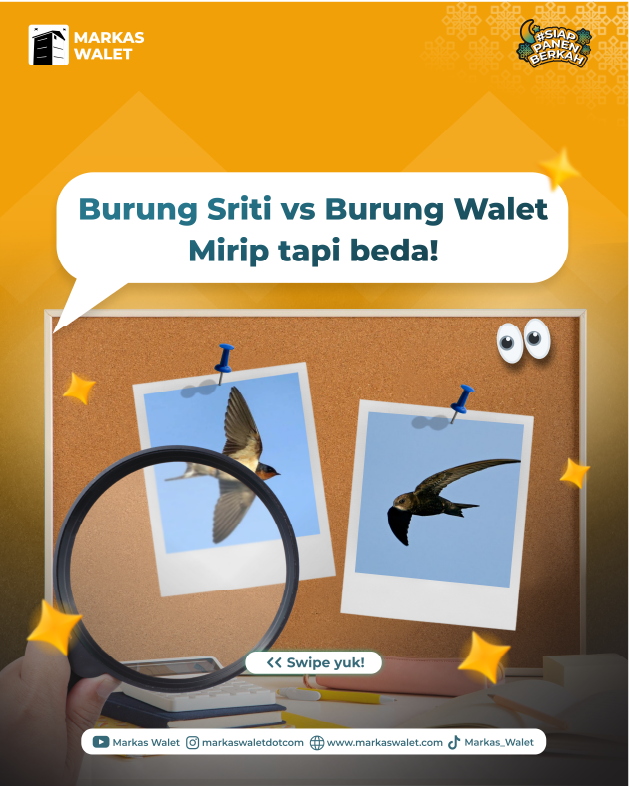 MARKAS
WALET
#SIAP
PANEN
BERKAH
Burung Sriti vs Burung Walet
Mirip tapi beda!
<< Swipe yuk!
Markas Walet markaswaletdotcom www.markaswalet.com Markas_Walet